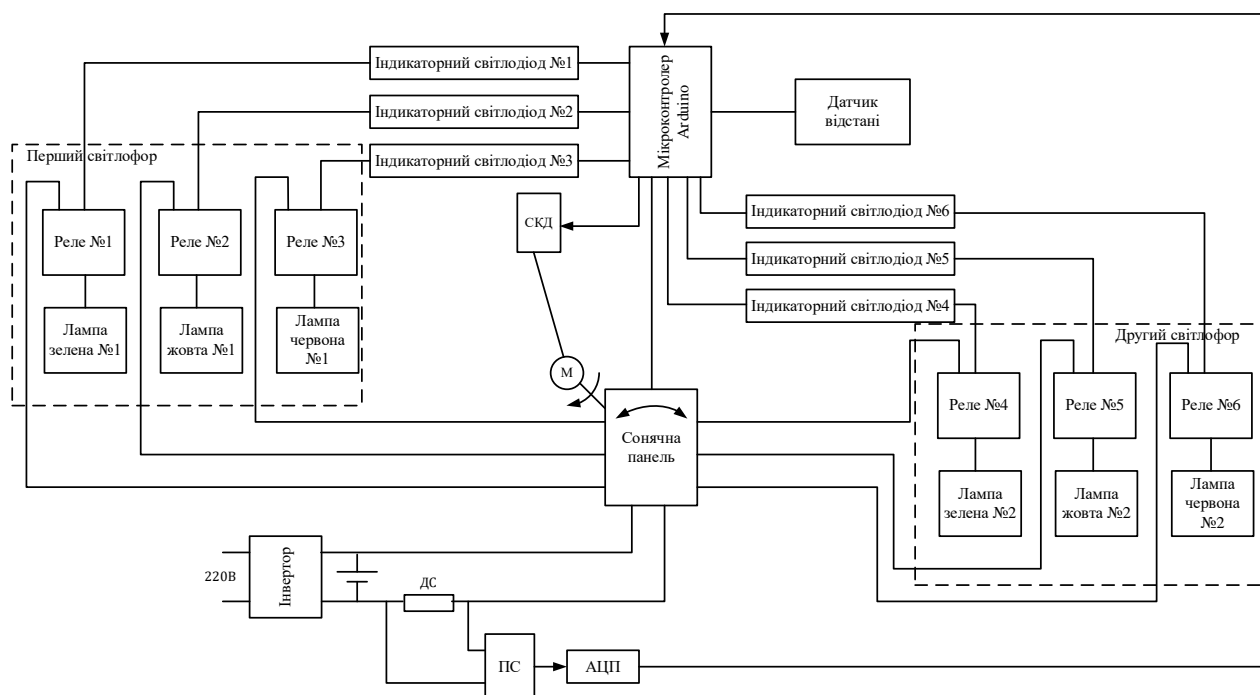 Індикаторний світлодіод №1
Індикаторний світлодіод №2
Індикаторний світлодіод №3
Мікроконтролер
Arduino
Датчик
відстані
Перший світлофор
Реле №1
Реле №2
Реле №3
Лампа
зелена №1
Лампа
жовта №1
Лампа
червона
№1
СКД
М
Індикаторний світлодіод №6
Індикаторний світлодіод №5
Індикаторний світлодіод №4
Другий світлофор
Реле №4
Реле №5
Реле №6
Лампа
зелена №2
Лампа
жовта №2
Лампа
червона
№2
Сонячна
панель
220В
Інвертор
ДС
ПС
АЦП